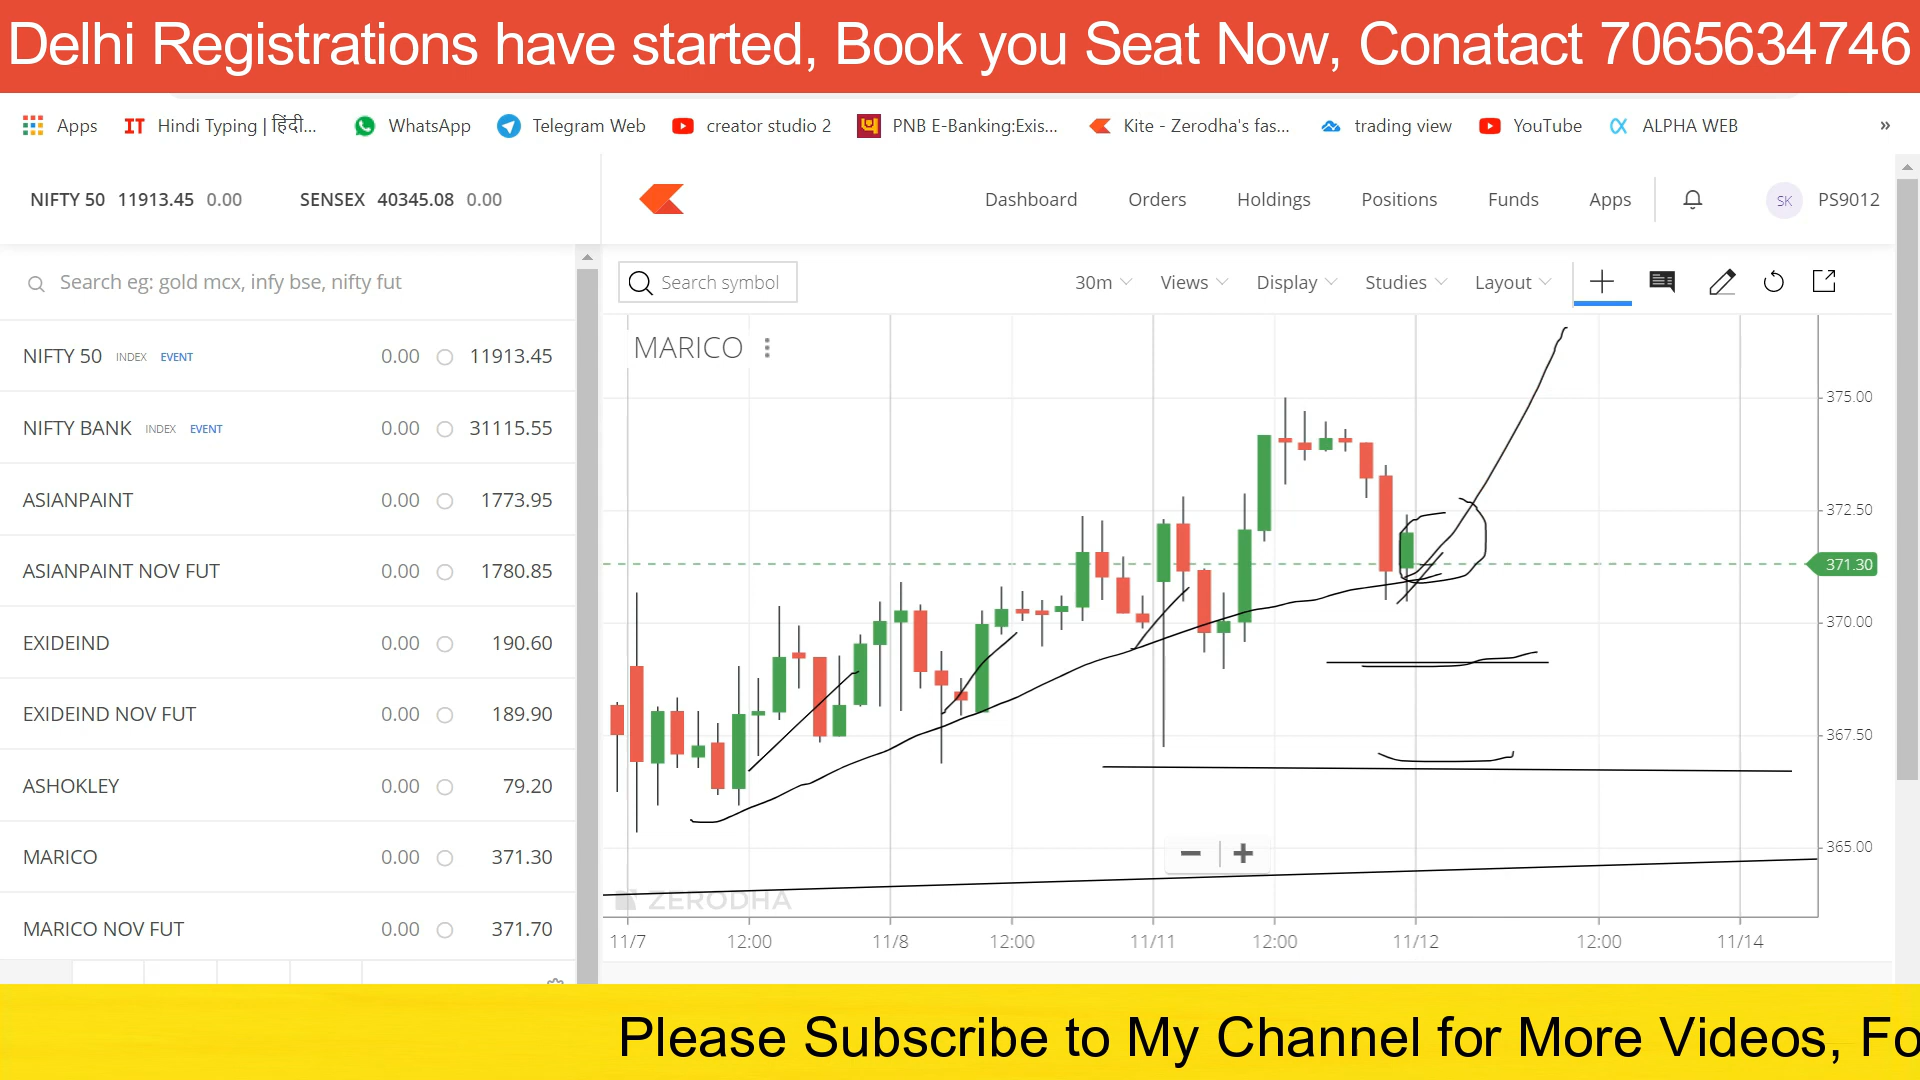 Delhi Registrations have started, Book you Seat Now, Conatact 7065634746
Apps IT Hindi Typing | हिंदी... WhatsApp Telegram Web creator studio 2 PNB E-Banking:Exis... Kite - Zerodha's fas... trading view YouTube ALPHA WEB »
NIFTY 50 11913.45 0.00 SENSEX 40345.08 0.00 Dashboard Orders Holdings Positions Funds Apps SK PS9012
Search eg: gold mcx, infy bse, nifty fut Search symbol 30m Views Display Studies Layout
MARICO
NIFTY 50 INDEX EVENT 0.00 11913.45
NIFTY BANK INDEX EVENT 0.00 31115.55
ASIANPAINT 0.00 1773.95
ASIANPAINT NOV FUT 0.00 1780.85
EXIDEIND 0.00 190.60
EXIDEIND NOV FUT 0.00 189.90
ASHOKLEY 0.00 79.20
MARICO 0.00 371.30
MARICO NOV FUT 0.00 371.70
375.00
372.50
371.30
370.00
367.50
365.00
ZERODHA
11/7 12:00 11/8 12:00 11/11 12:00 11/12 12:00 11/14
Please Subscribe to My Channel for More Videos, Fo